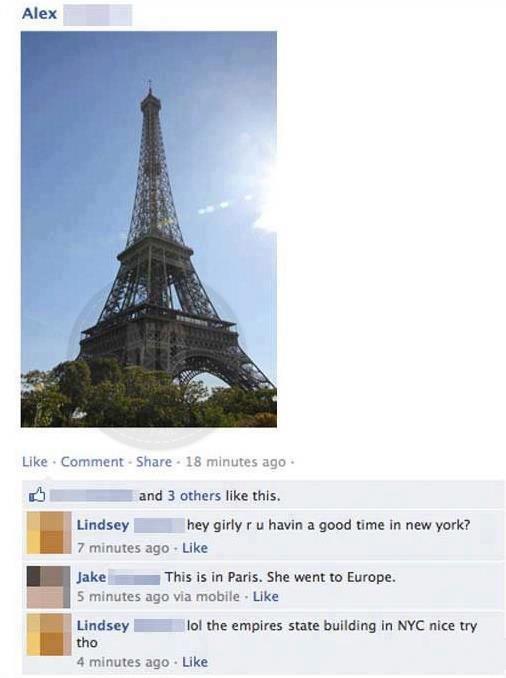 Alex
Like · Comment · Share · 18 minutes ago ·
and 3 others like this.
Lindsey hey girly r u havin a good time in new york?
7 minutes ago · Like
Jake This is in Paris. She went to Europe.
5 minutes ago via mobile · Like
Lindsey lol the empires state building in NYC nice try
tho
4 minutes ago · Like